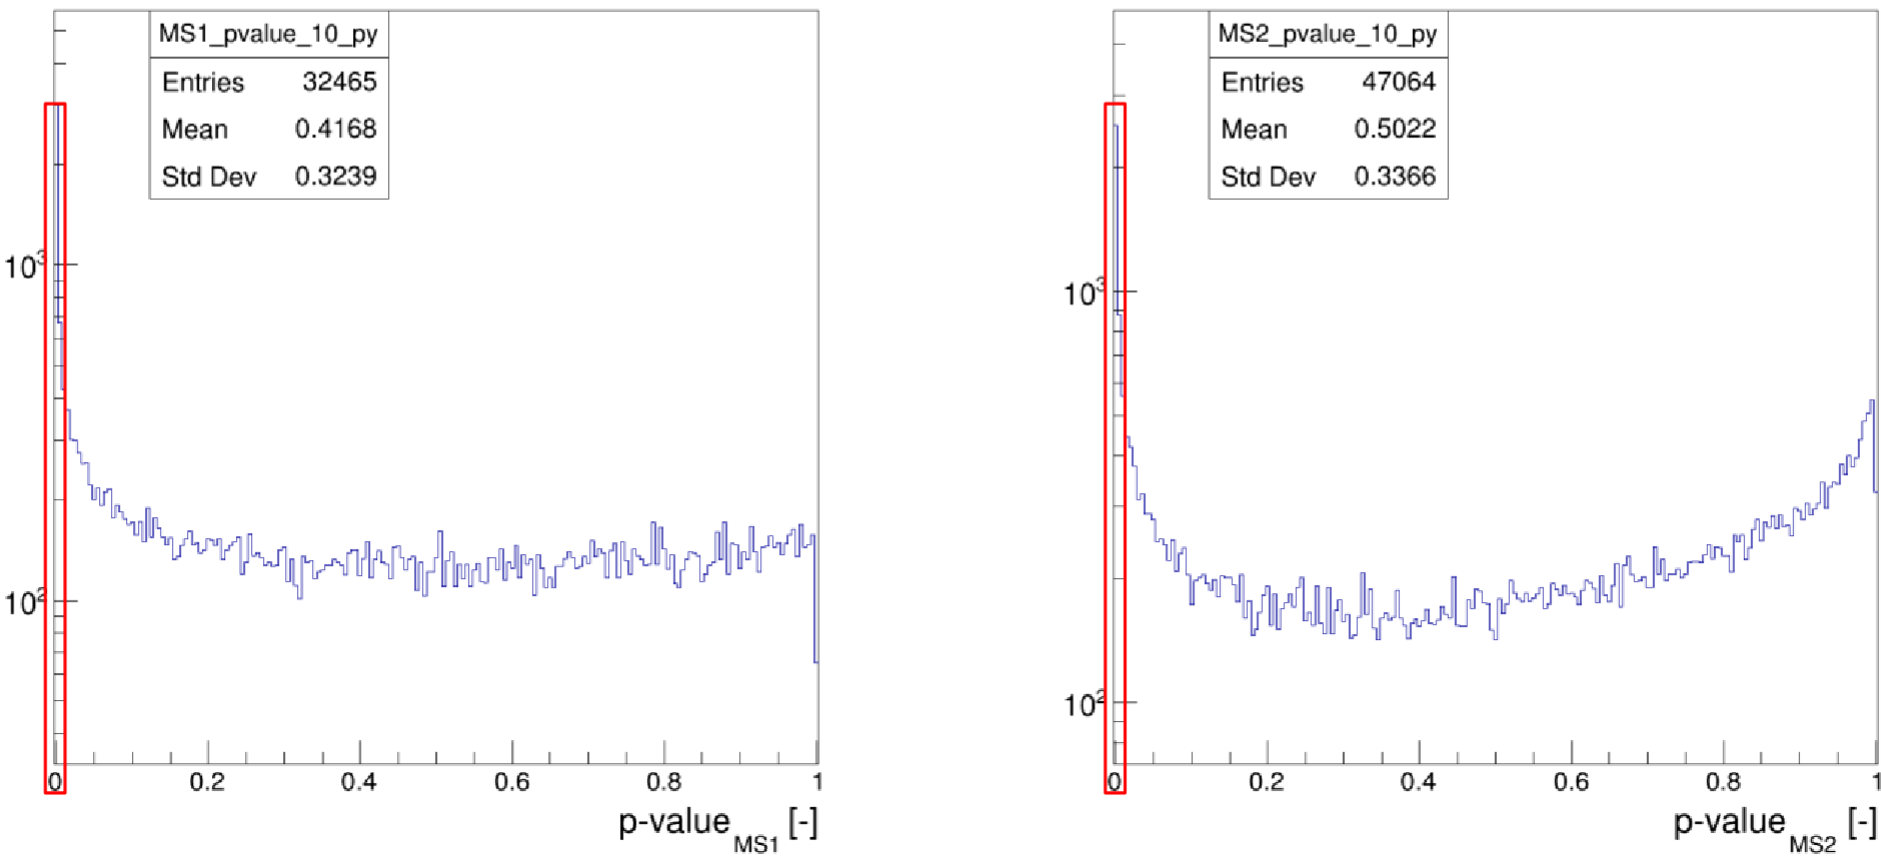 MS1_pvalue_10_py
Entries 32465
Mean 0.4168
Std Dev 0.3239
10³
10²
0 0.2 0.4 0.6 0.8 1
p-value_MS1 [-]
MS2_pvalue_10_py
Entries 47064
Mean 0.5022
Std Dev 0.3366
10³
10²
0 0.2 0.4 0.6 0.8 1
p-value_MS2 [-]